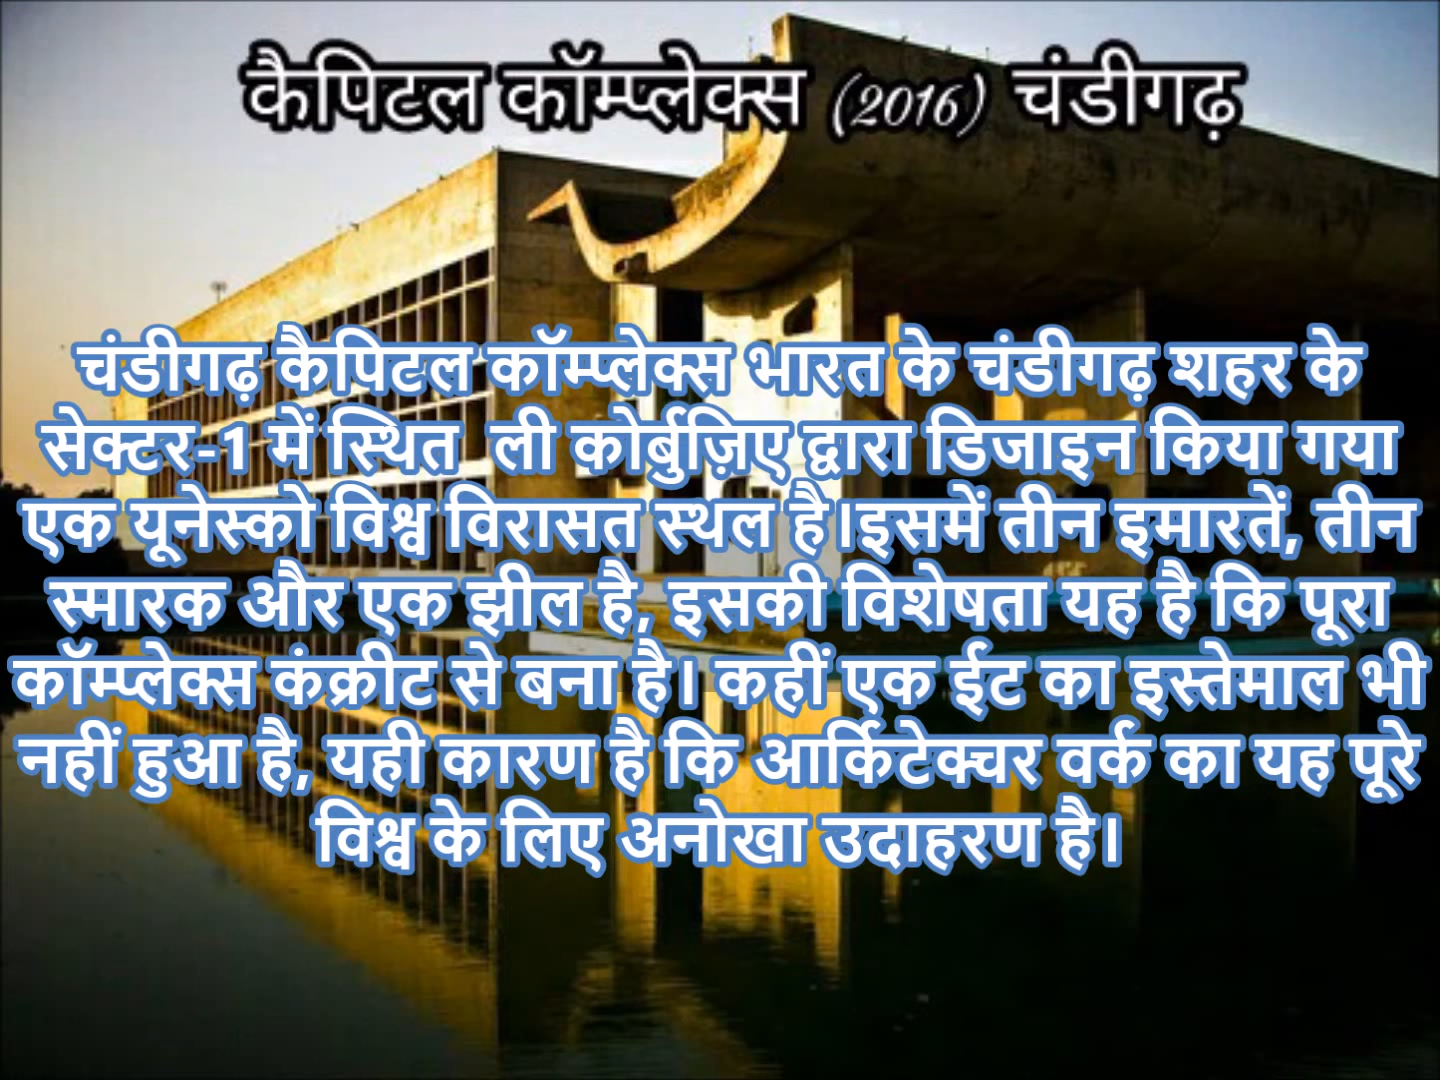 कैपिटल कॉम्प्लेक्स (2016) चंडीगढ़
चंडीगढ़ कैपिटल कॉम्प्लेक्स भारत के चंडीगढ़ शहर के
सेक्टर-1 में स्थित ली कोर्बुज़िए द्वारा डिजाइन किया गया
एक यूनेस्को विश्व विरासत स्थल है।इसमें तीन इमारतें, तीन
स्मारक और एक झील है, इसकी विशेषता यह है कि पूरा
कॉम्प्लेक्स कंक्रीट से बना है। कहीं एक ईट का इस्तेमाल भी
नहीं हुआ है, यही कारण है कि आर्किटेक्चर वर्क का यह पूरे
विश्व के लिए अनोखा उदाहरण है।